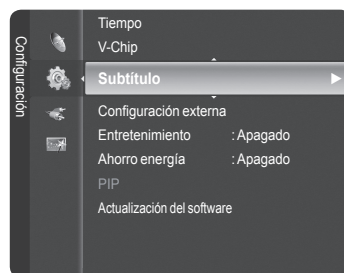 Configuración
Tiempo
V-Chip
Subtítulo
Configuración externa
Entretenimiento : Apagado
Ahorro energía : Apagado
PIP
Actualización del software